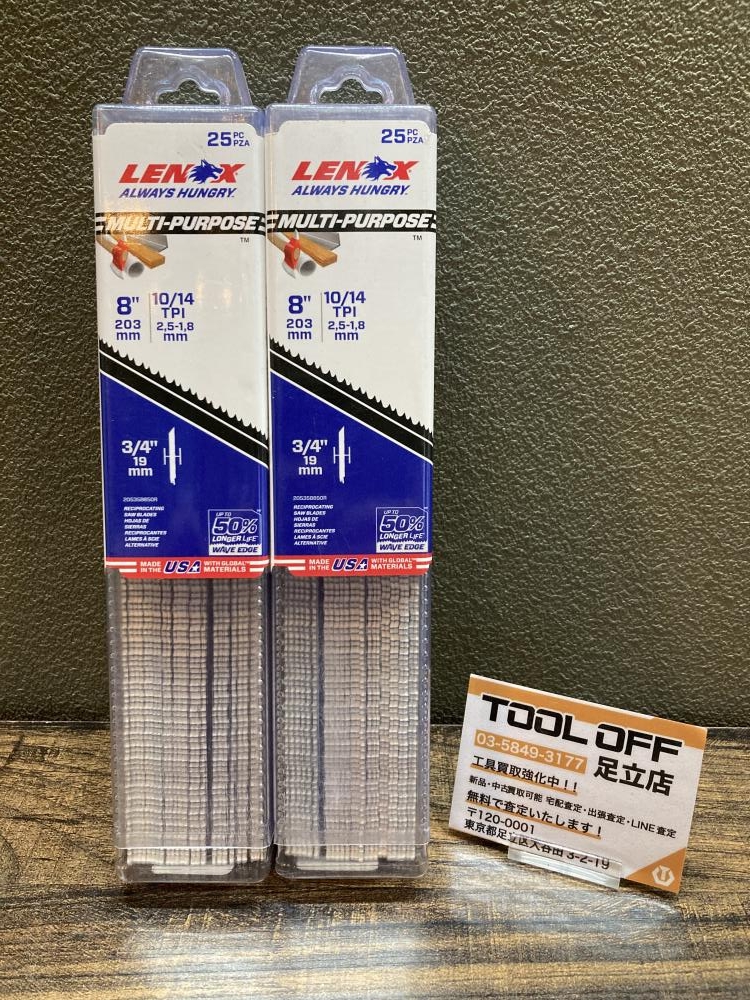 25 PC PZA
LENOX
ALWAYS HUNGRY
MULTI-PURPOSE
TM
8" 10/14
203 TPI
mm 2,5-1,8
mm
3/4"
19
mm
20535B850R
RECIPROCATING
SAW BLADES
HOJAS DE
SIERRAS
RECIPROCANTES
LAMES À SCIE
ALTERNATIVE
UP TO
50%
LONGER LIFE
WAVE EDGE
MADE IN THE USA WITH GLOBAL MATERIALS
25 PC PZA
LENOX
ALWAYS HUNGRY
MULTI-PURPOSE
TM
8" 10/14
203 TPI
mm 2,5-1,8
mm
3/4"
19
mm
20535B850R
RECIPROCATING
SAW BLADES
HOJAS DE
SIERRAS
RECIPROCANTES
LAMES À SCIE
ALTERNATIVE
UP TO
50%
LONGER LIFE
WAVE EDGE
MADE IN THE USA WITH GLOBAL MATERIALS
TOOL OFF
03-5849-3177 足立店
工具買取強化中！！
新品・中古買取可能 宅配査定・出張査定・LINE査定
無料で査定いたします！
〒120-0001
東京都足立区大谷田 3-2-19